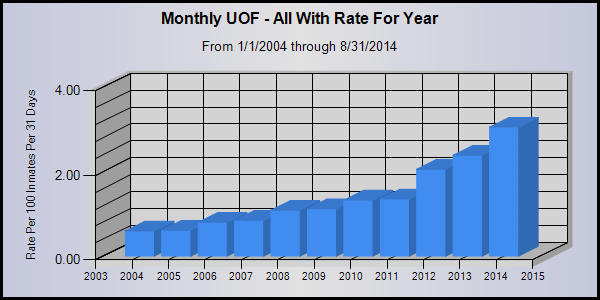 Monthly UOF - All With Rate For Year
From 1/1/2004 through 8/31/2014
Rate Per 100 Inmates Per 31 Days
4.00
2.00
0.00
2003 2004 2005 2006 2007 2008 2009 2010 2011 2012 2013 2014 2015